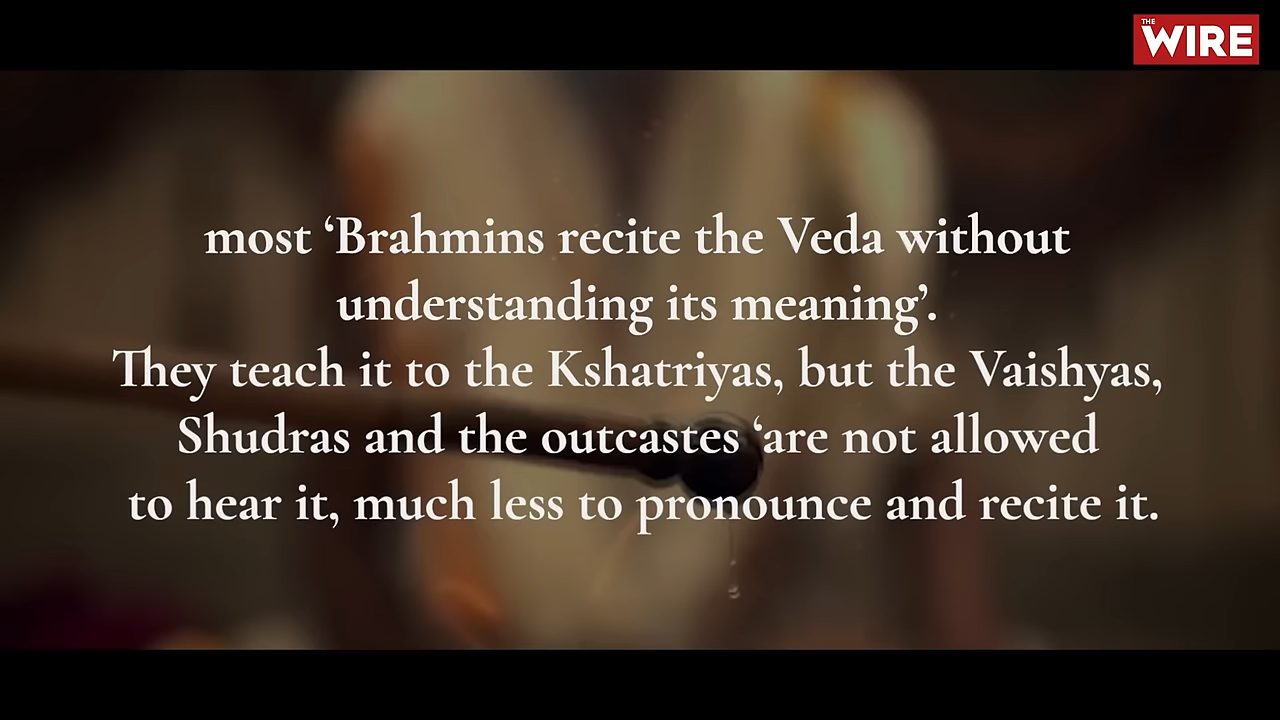 THE
WIRE
most ‘Brahmins recite the Veda without
understanding its meaning’.
They teach it to the Kshatriyas, but the Vaishyas,
Shudras and the outcastes ‘are not allowed
to hear it, much less to pronounce and recite it.